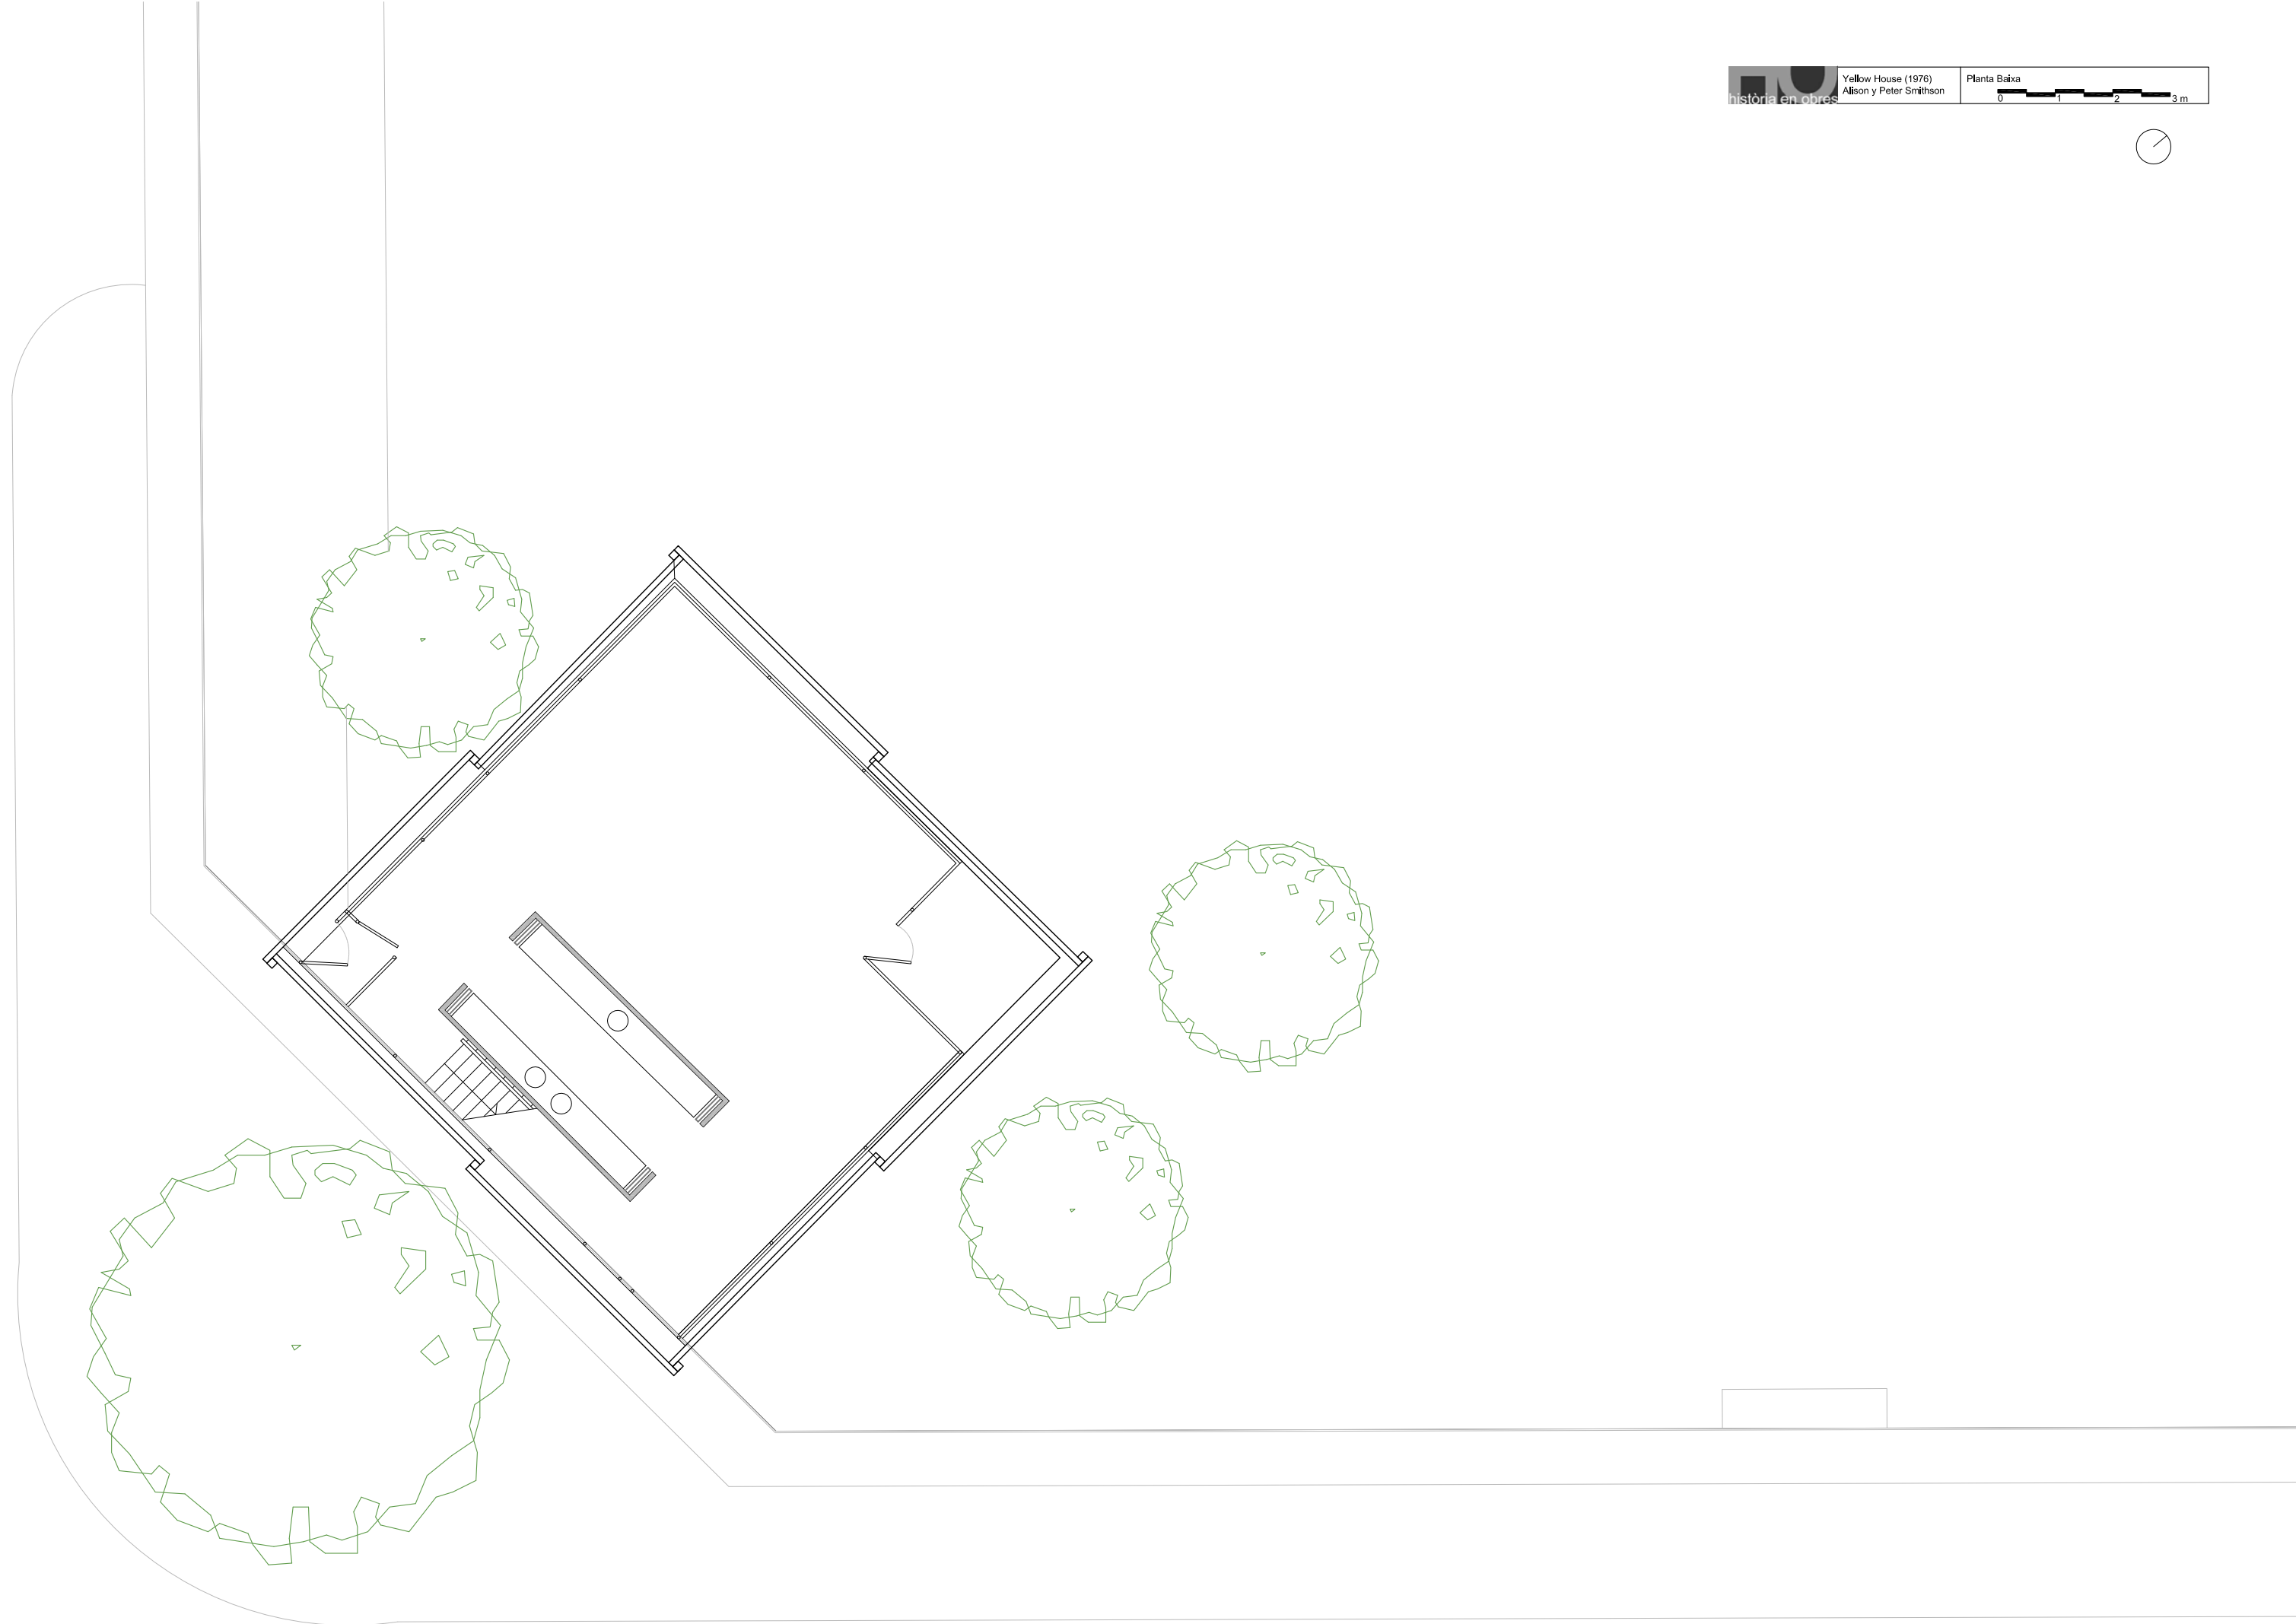 història en obres
Yellow House (1976)
Alison y Peter Smithson
Planta Baixa
0 1 2 3 m